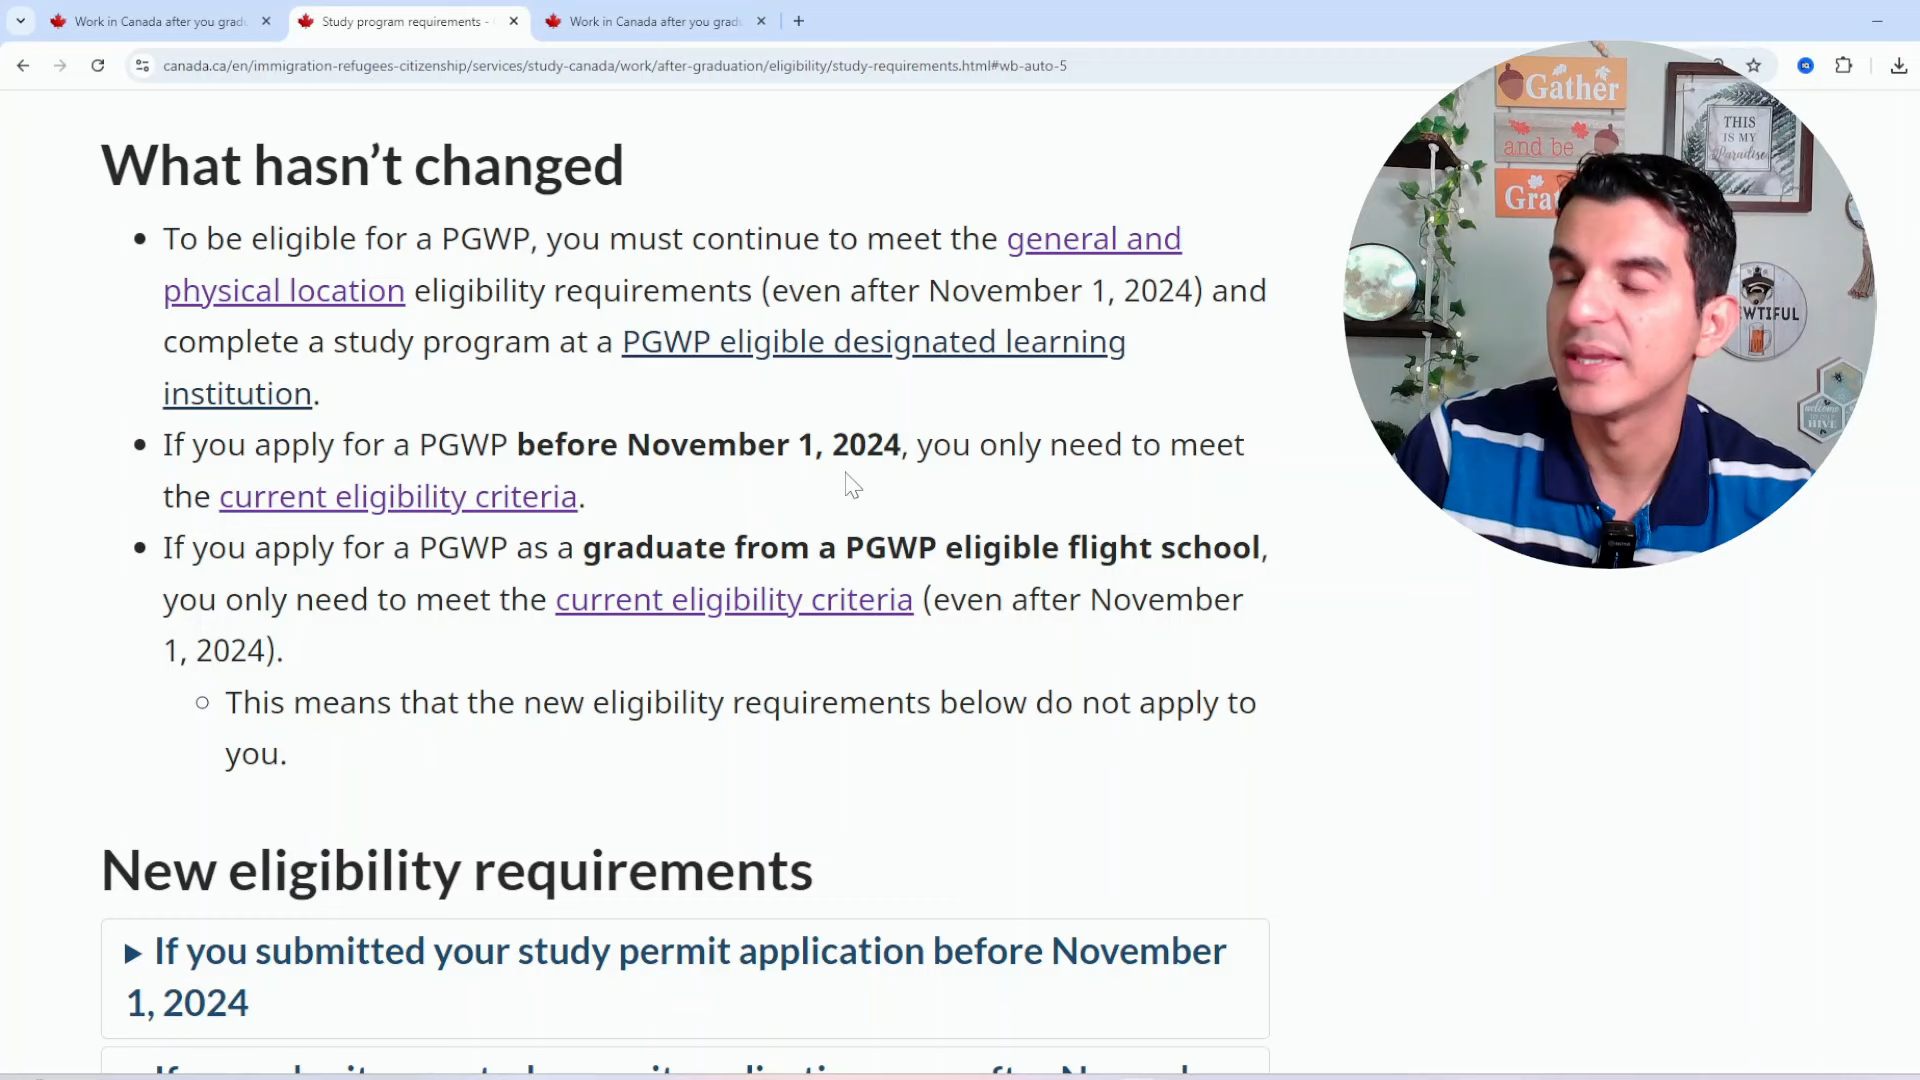 Work in Canada after you gradu
Study program requirements -
Work in Canada after you gradu
canada.ca/en/immigration-refugees-citizenship/services/study-canada/work/after-graduation/eligibility/study-requirements.html#wb-auto-5
What hasn’t changed
• To be eligible for a PGWP, you must continue to meet the general and
physical location eligibility requirements (even after November 1, 2024) and
complete a study program at a PGWP eligible designated learning
institution.
• If you apply for a PGWP before November 1, 2024, you only need to meet
the current eligibility criteria.
• If you apply for a PGWP as a graduate from a PGWP eligible flight school,
you only need to meet the current eligibility criteria (even after November
1, 2024).
○ This means that the new eligibility requirements below do not apply to
you.
New eligibility requirements
▶ If you submitted your study permit application before November
1, 2024
Gather
and be
Gra
THIS
IS MY
Paradise
EWTIFUL
welcome
HIVE